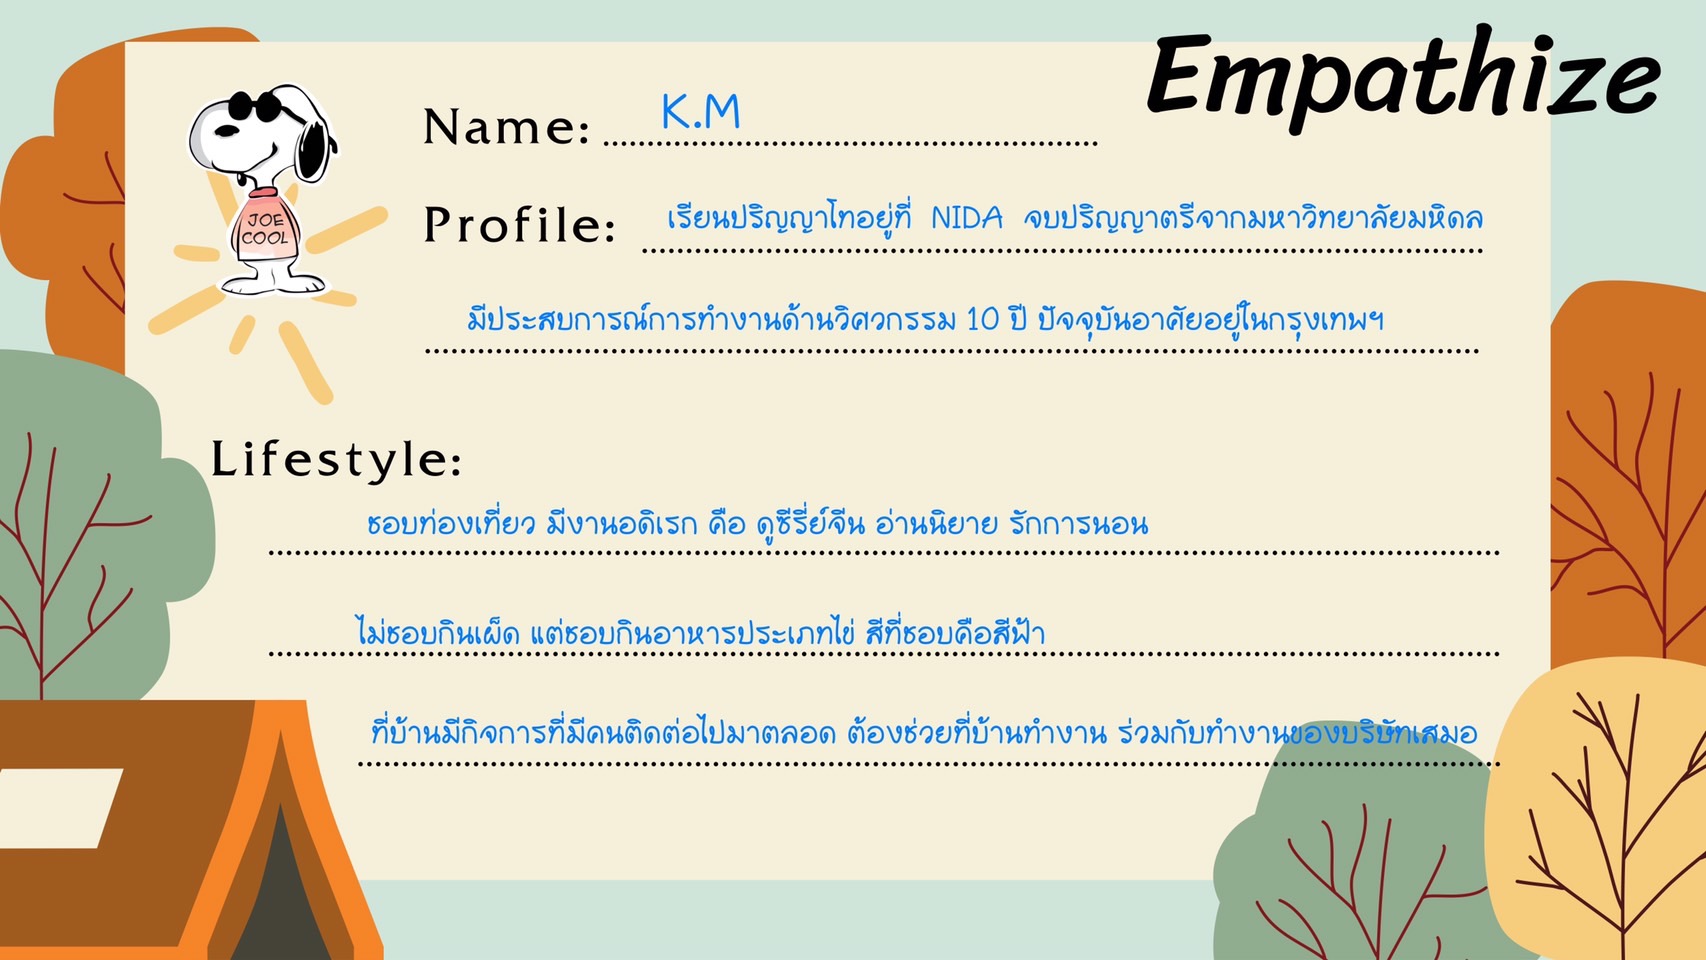 Empathize
JOE
COOL
Name: K.M
Profile: เรียนปริญญาโทอยู่ที่ NIDA จบปริญญาตรีจากมหาวิทยาลัยมหิดล
มีประสบการณ์การทำงานด้านวิศวกรรม 10 ปี ปัจจุบันอาศัยอยู่ในกรุงเทพฯ
Lifestyle:
ชอบท่องเที่ยว มีงานอดิเรก คือ ดูซีรี่ย์จีน อ่านนิยาย รักการนอน
ไม่ชอบกินเผ็ด แต่ชอบกินอาหารประเภทไข่ สีที่ชอบคือสีฟ้า
ที่บ้านมีกิจการที่มีคนติดต่อไปมาตลอด ต้องช่วยที่บ้านทำงาน ร่วมกับทำงานของบริษัทเสมอ